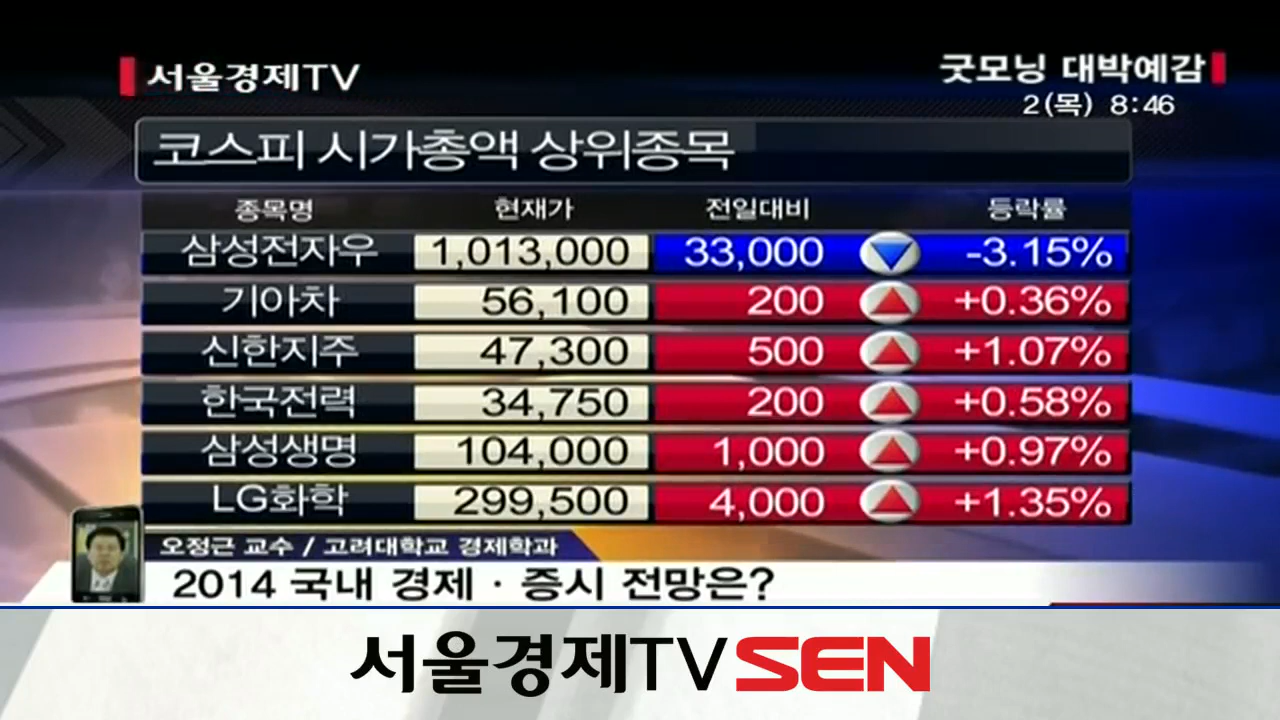 서울경제TV
굿모닝 대박예감
2(목) 8:46
코스피 시가총액 상위종목
종목명 현재가 전일대비 등락률
삼성전자우 1,013,000 33,000 ▼ -3.15%
기아차 56,100 200 ▲ +0.36%
신한지주 47,300 500 ▲ +1.07%
한국전력 34,750 200 ▲ +0.58%
삼성생명 104,000 1,000 ▲ +0.97%
LG화학 299,500 4,000 ▲ +1.35%
오정근 교수 / 고려대학교 경제학과
2014 국내 경제 · 증시 전망은?
서울경제TV SEN